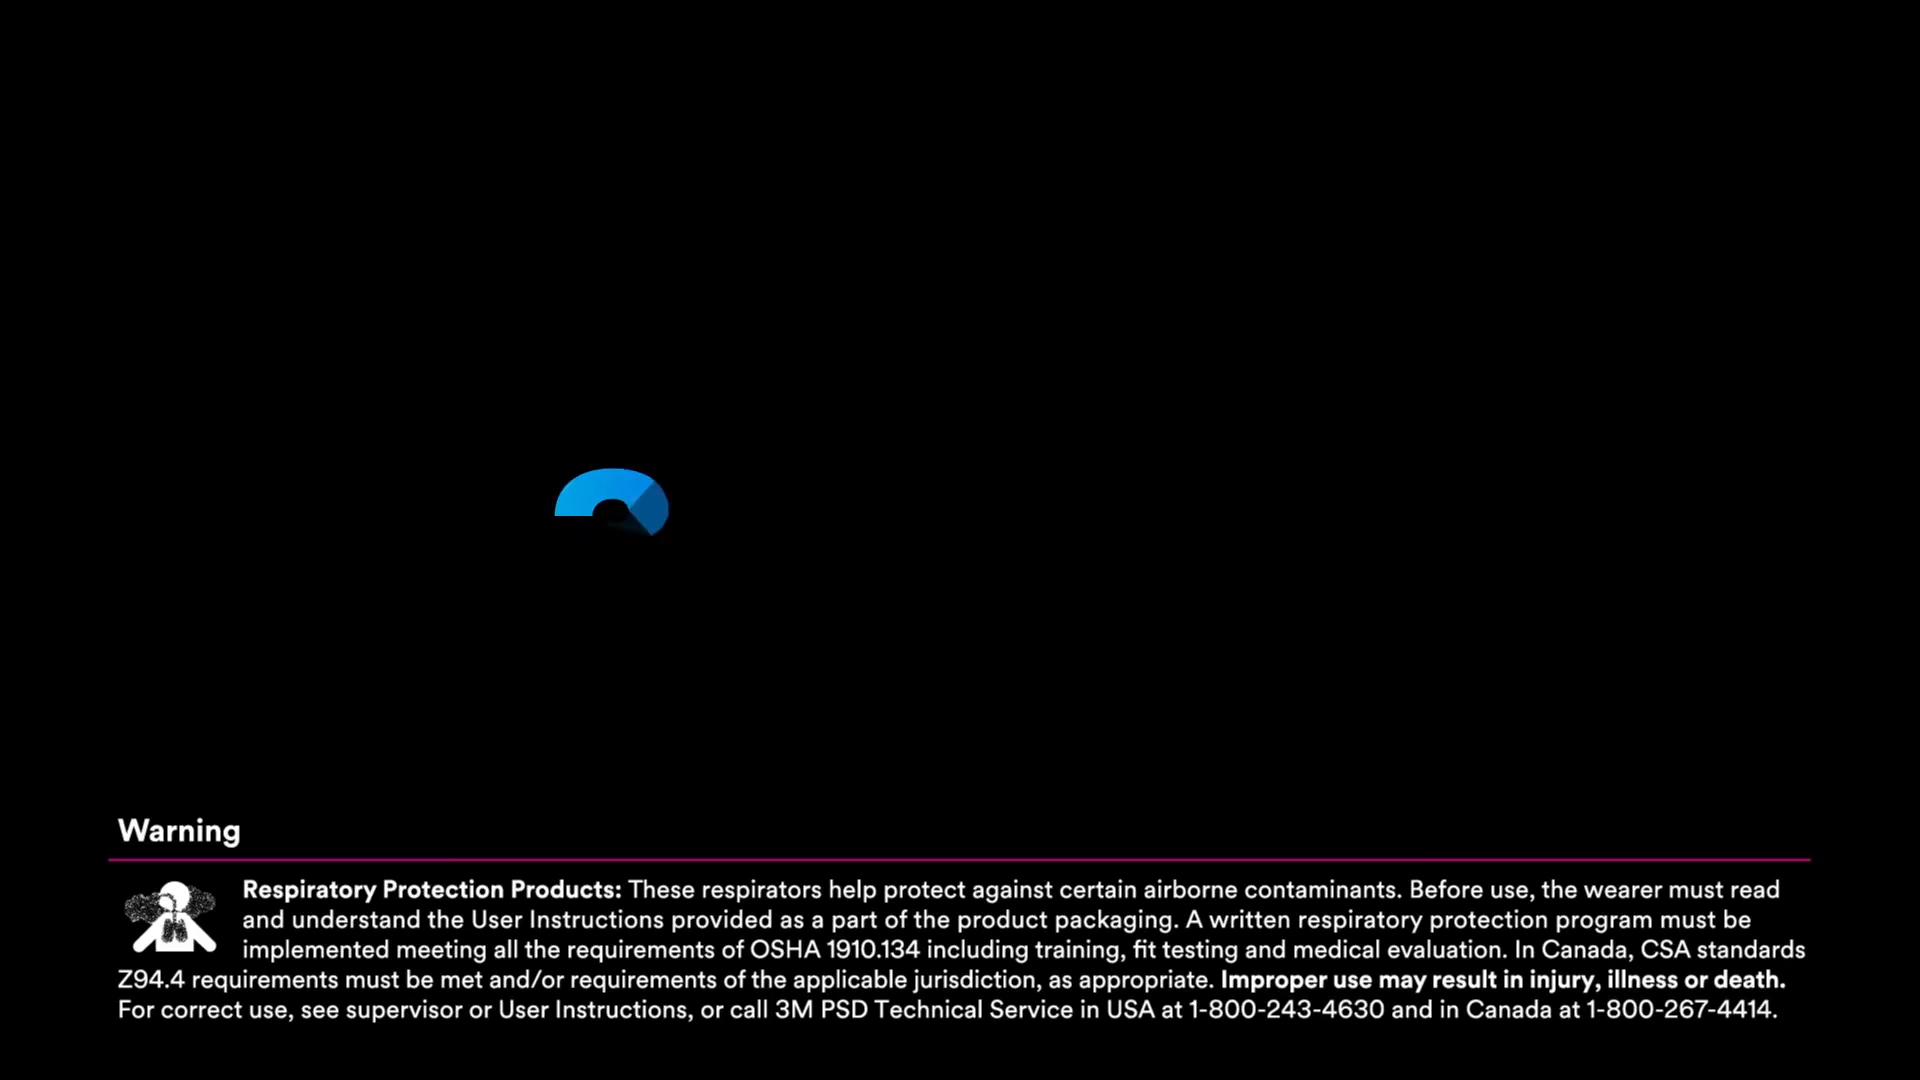 Warning
Respiratory Protection Products: These respirators help protect against certain airborne contaminants. Before use, the wearer must read
and understand the User Instructions provided as a part of the product packaging. A written respiratory protection program must be
implemented meeting all the requirements of OSHA 1910.134 including training, fit testing and medical evaluation. In Canada, CSA standards
Z94.4 requirements must be met and/or requirements of the applicable jurisdiction, as appropriate. Improper use may result in injury, illness or death.
For correct use, see supervisor or User Instructions, or call 3M PSD Technical Service in USA at 1-800-243-4630 and in Canada at 1-800-267-4414.